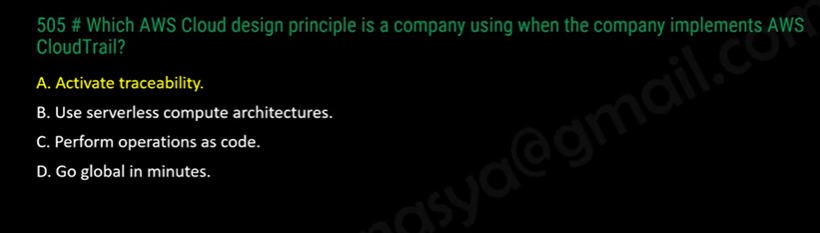 505 # Which AWS Cloud design principle is a company using when the company implements AWS
CloudTrail?
A. Activate traceability.
B. Use serverless compute architectures.
C. Perform operations as code.
D. Go global in minutes.